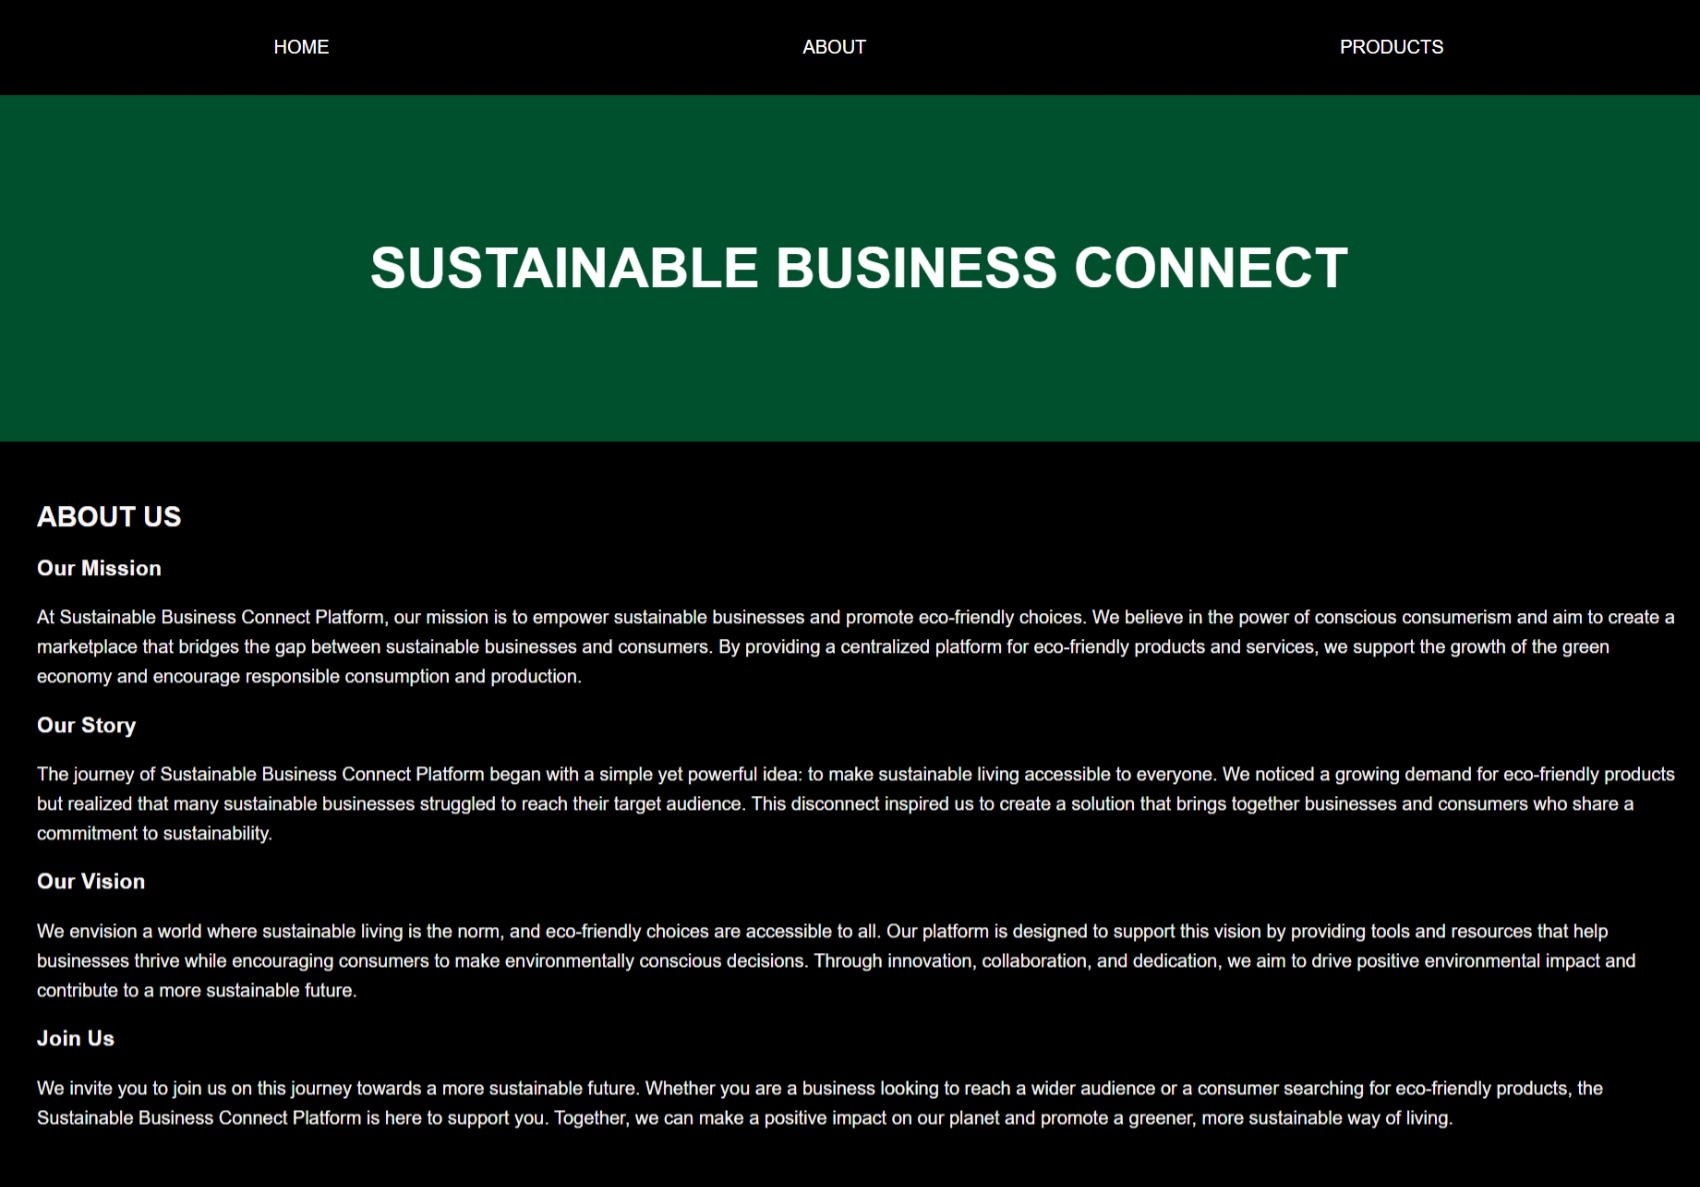 HOME ABOUT PRODUCTS
SUSTAINABLE BUSINESS CONNECT
ABOUT US
Our Mission
At Sustainable Business Connect Platform, our mission is to empower sustainable businesses and promote eco-friendly choices. We believe in the power of conscious consumerism and aim to create a
marketplace that bridges the gap between sustainable businesses and consumers. By providing a centralized platform for eco-friendly products and services, we support the growth of the green
economy and encourage responsible consumption and production.
Our Story
The journey of Sustainable Business Connect Platform began with a simple yet powerful idea: to make sustainable living accessible to everyone. We noticed a growing demand for eco-friendly products
but realized that many sustainable businesses struggled to reach their target audience. This disconnect inspired us to create a solution that brings together businesses and consumers who share a
commitment to sustainability.
Our Vision
We envision a world where sustainable living is the norm, and eco-friendly choices are accessible to all. Our platform is designed to support this vision by providing tools and resources that help
businesses thrive while encouraging consumers to make environmentally conscious decisions. Through innovation, collaboration, and dedication, we aim to drive positive environmental impact and
contribute to a more sustainable future.
Join Us
We invite you to join us on this journey towards a more sustainable future. Whether you are a business looking to reach a wider audience or a consumer searching for eco-friendly products, the
Sustainable Business Connect Platform is here to support you. Together, we can make a positive impact on our planet and promote a greener, more sustainable way of living.